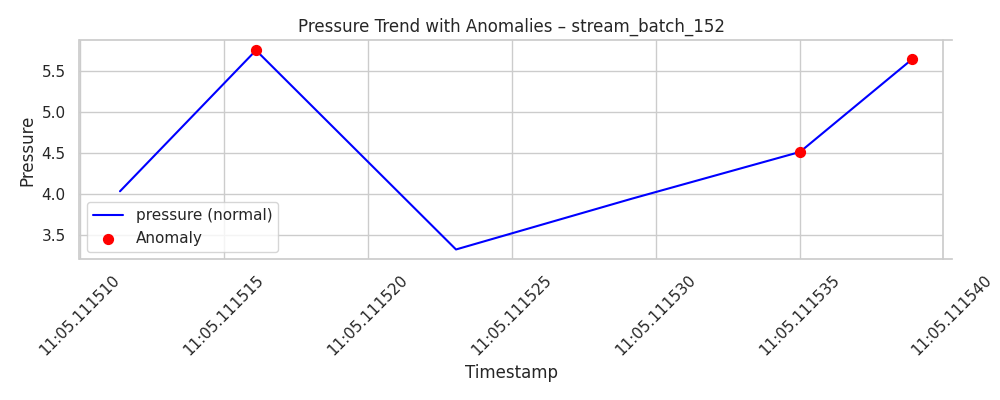 Pressure Trend with Anomalies – stream_batch_152
Pressure
5.5
5.0
4.5
4.0
3.5
pressure (normal)
Anomaly
11:05.111510
11:05.111515
11:05.111520
11:05.111525
11:05.111530
11:05.111535
11:05.111540
Timestamp